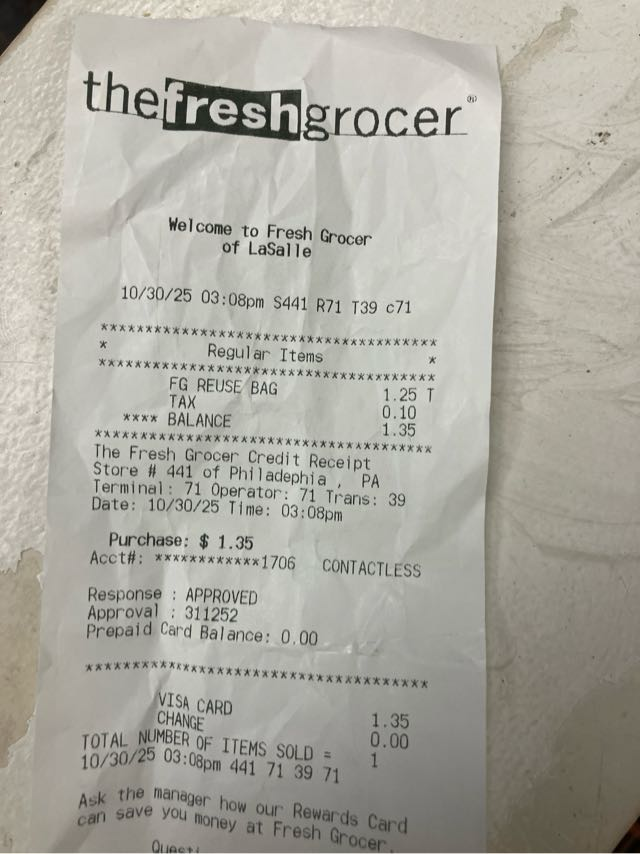 thefreshgrocer®
Welcome to Fresh Grocer
of LaSalle
10/30/25 03:08pm S441 R71 T39 c71
**************************************
* Regular Items *
**************************************
FG REUSE BAG 1.25 T
TAX 0.10
**** BALANCE 1.35
**************************************
The Fresh Grocer Credit Receipt
Store # 441 of Philadephia , PA
Terminal: 71 Operator: 71 Trans: 39
Date: 10/30/25 Time: 03:08pm
Purchase: $ 1.35
Acct#: ************1706 CONTACTLESS
Response : APPROVED
Approval : 311252
Prepaid Card Balance: 0.00
**************************************
VISA CARD 1.35
CHANGE 0.00
TOTAL NUMBER OF ITEMS SOLD = 1
10/30/25 03:08pm 441 71 39 71
Ask the manager how our Rewards Card
can save you money at Fresh Grocer.